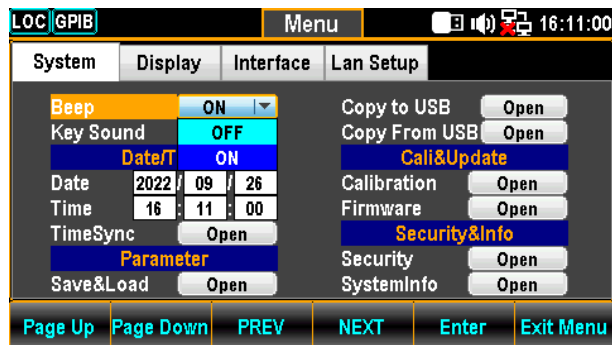 LOC GPIB Menu 16:11:00
System Display Interface Lan Setup
Beep ON Copy to USB Open
Key Sound OFF Copy From USB Open
Date/T ON Cali&Update
Date 2022 / 09 / 26 Calibration Open
Time 16 : 11 : 00 Firmware Open
TimeSync Open Security&Info
Parameter Security Open
Save&Load Open SystemInfo Open
Page Up Page Down PREV NEXT Enter Exit Menu